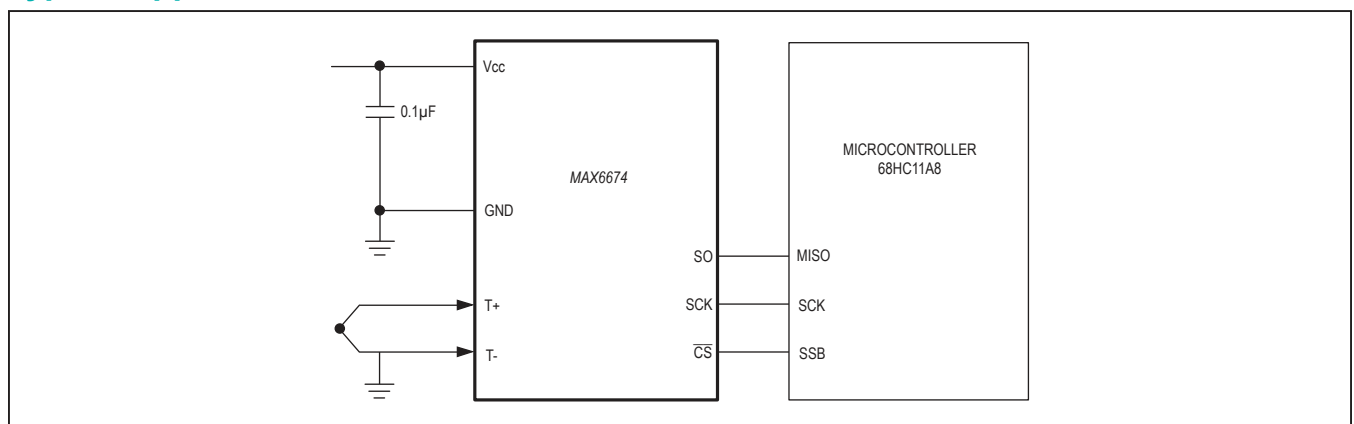 Vcc
0.1µF
MAX6674
MICROCONTROLLER
68HC11A8
GND
SO
MISO
T+
SCK
SCK
T-
CS
SSB